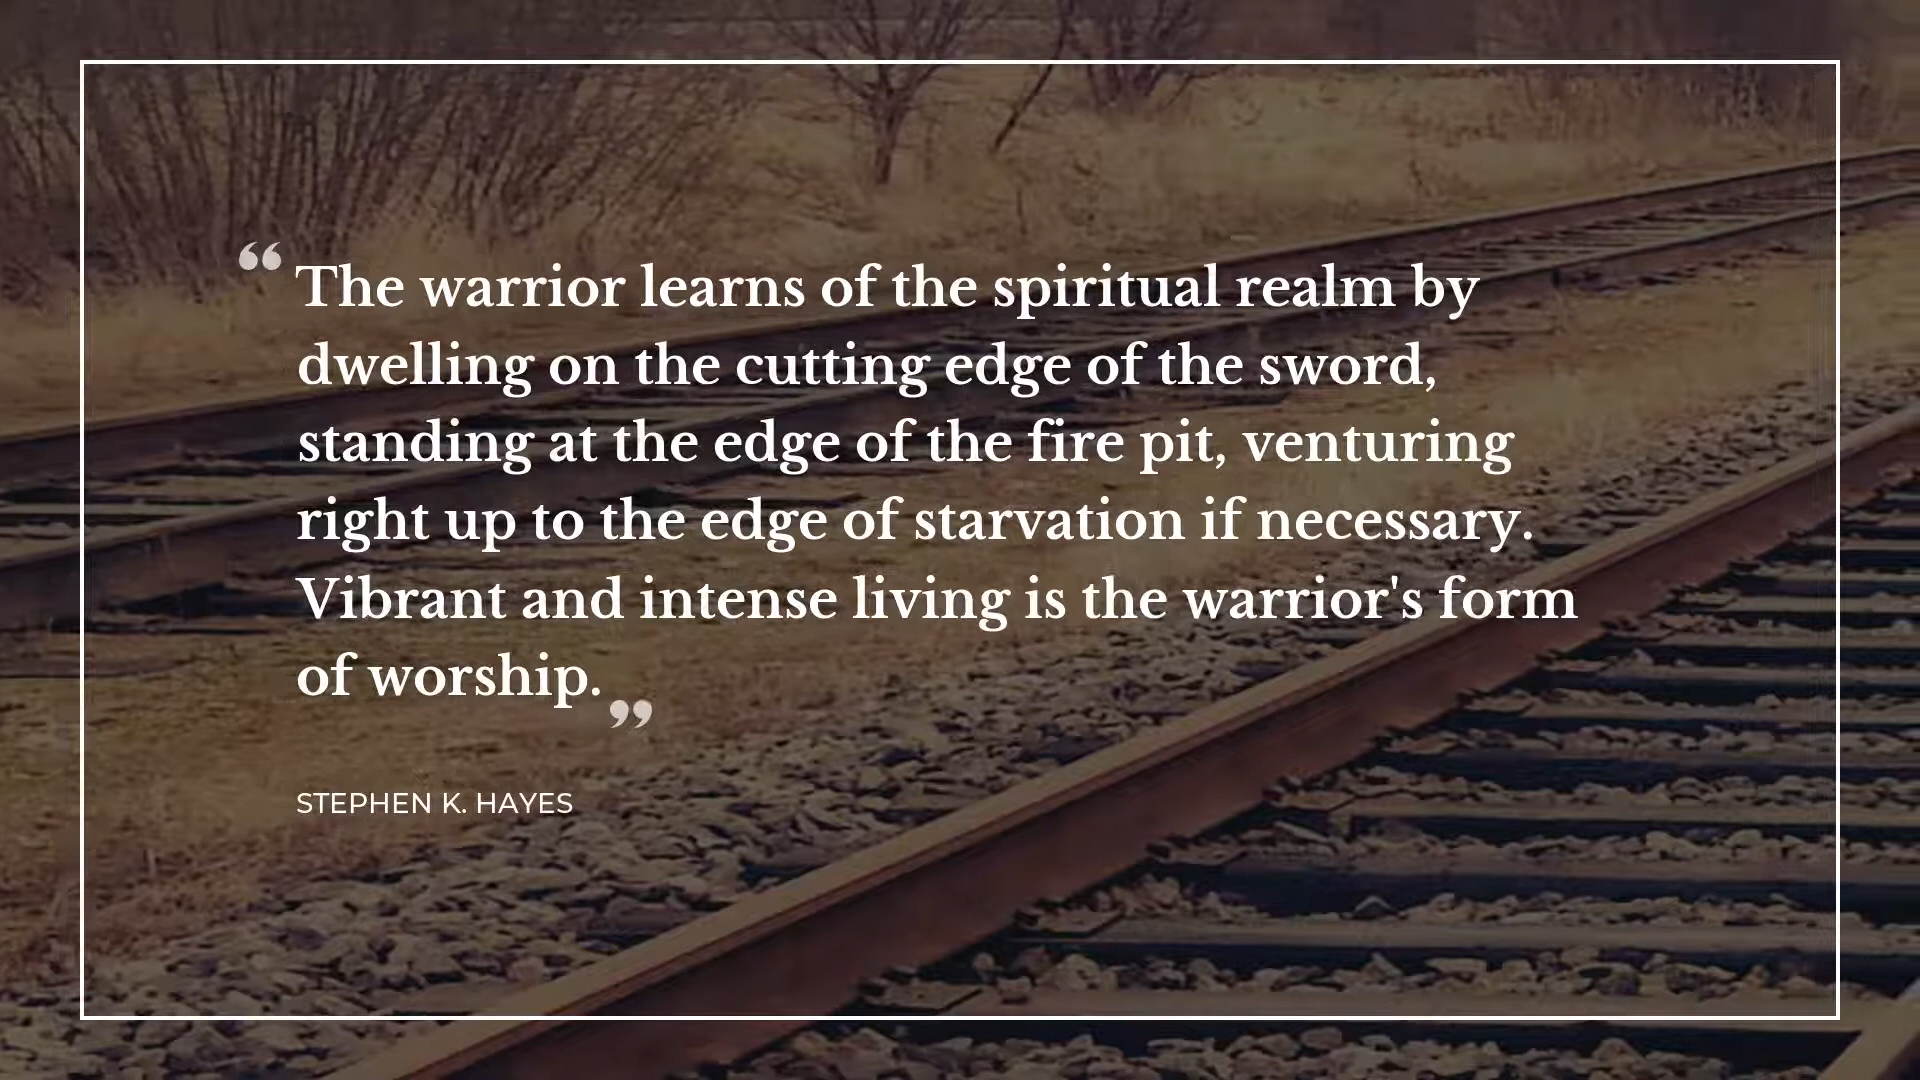 “The warrior learns of the spiritual realm by
dwelling on the cutting edge of the sword,
standing at the edge of the fire pit, venturing
right up to the edge of starvation if necessary.
Vibrant and intense living is the warrior's form
of worship.”
STEPHEN K. HAYES